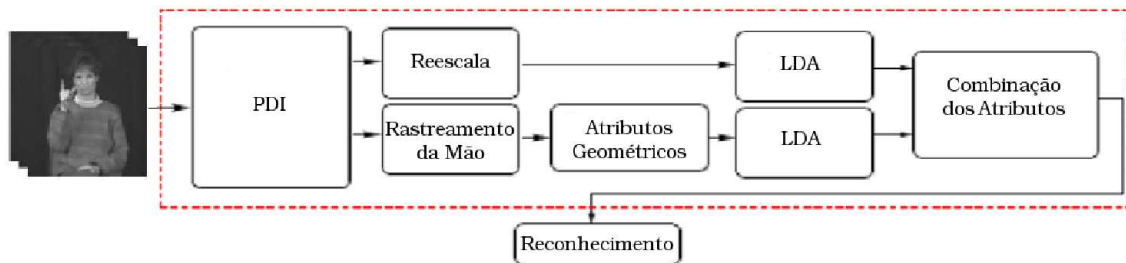 PDI
Reescala
LDA
Rastreamento
da Mão
Atributos
Geométricos
LDA
Combinação
dos Atributos
Reconhecimento